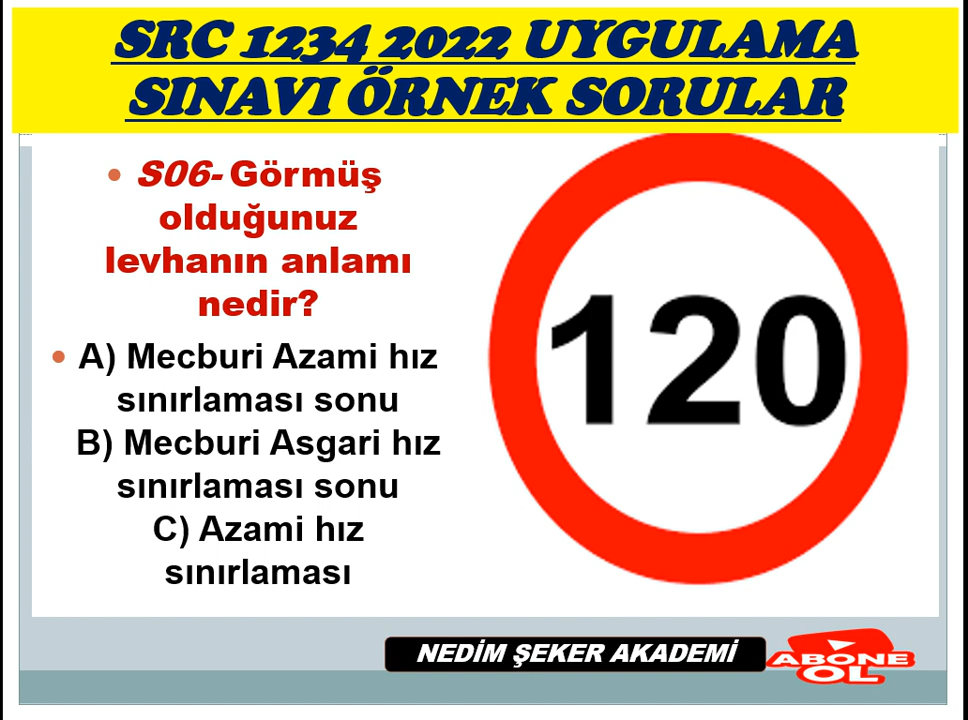 SRC 1234 2022 UYGULAMA
SINAVI ÖRNEK SORULAR
• S06- Görmüş
olduğunuz
levhanın anlamı
nedir?
• A) Mecburi Azami hız
sınırlaması sonu
B) Mecburi Asgari hız
sınırlaması sonu
C) Azami hız
sınırlaması
120
NEDİM ŞEKER AKADEMİ
ABONE
OL